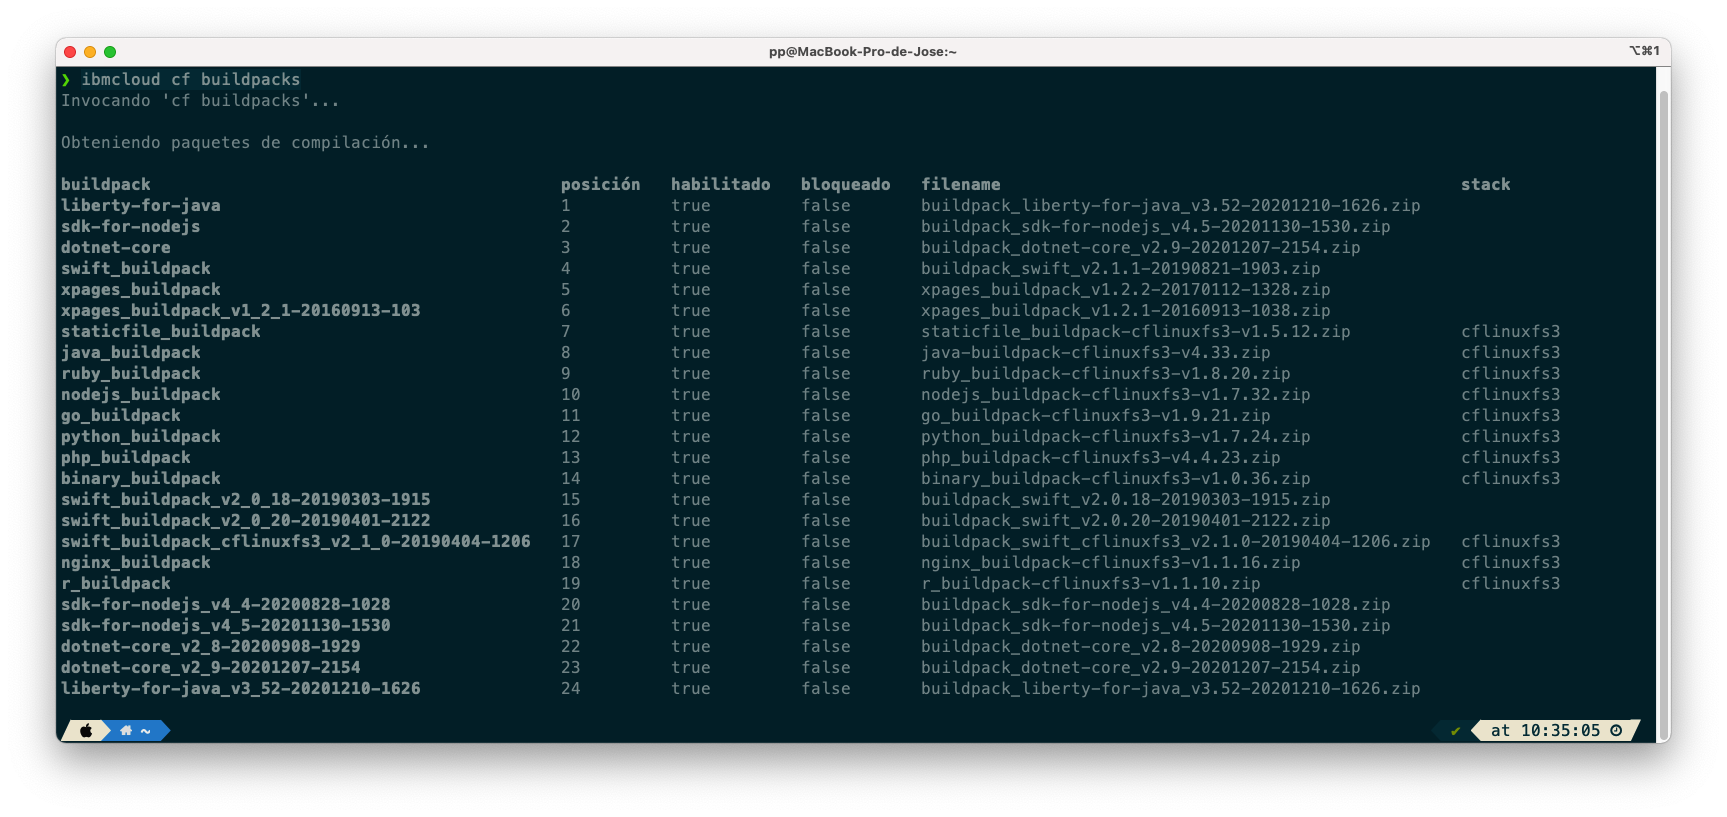 pp@MacBook-Pro-de-Jose:~ ⌥⌘1
❯ ibmcloud cf buildpacks
Invocando 'cf buildpacks'...
Obteniendo paquetes de compilación...
buildpack posición habilitado bloqueado filename stack
liberty-for-java 1 true false buildpack_liberty-for-java_v3.52-20201210-1626.zip
sdk-for-nodejs 2 true false buildpack_sdk-for-nodejs_v4.5-20201130-1530.zip
dotnet-core 3 true false buildpack_dotnet-core_v2.9-20201207-2154.zip
swift_buildpack 4 true false buildpack_swift_v2.1.1-20190821-1903.zip
xpages_buildpack 5 true false xpages_buildpack_v1.2.2-20170112-1328.zip
xpages_buildpack_v1_2_1-20160913-103 6 true false xpages_buildpack_v1.2.1-20160913-1038.zip
staticfile_buildpack 7 true false staticfile_buildpack-cflinuxfs3-v1.5.12.zip cflinuxfs3
java_buildpack 8 true false java-buildpack-cflinuxfs3-v4.33.zip cflinuxfs3
ruby_buildpack 9 true false ruby_buildpack-cflinuxfs3-v1.8.20.zip cflinuxfs3
nodejs_buildpack 10 true false nodejs_buildpack-cflinuxfs3-v1.7.32.zip cflinuxfs3
go_buildpack 11 true false go_buildpack-cflinuxfs3-v1.9.21.zip cflinuxfs3
python_buildpack 12 true false python_buildpack-cflinuxfs3-v1.7.24.zip cflinuxfs3
php_buildpack 13 true false php_buildpack-cflinuxfs3-v4.4.23.zip cflinuxfs3
binary_buildpack 14 true false binary_buildpack-cflinuxfs3-v1.0.36.zip cflinuxfs3
swift_buildpack_v2_0_18-20190303-1915 15 true false buildpack_swift_v2.0.18-20190303-1915.zip
swift_buildpack_v2_0_20-20190401-2122 16 true false buildpack_swift_v2.0.20-20190401-2122.zip
swift_buildpack_cflinuxfs3_v2_1_0-20190404-1206 17 true false buildpack_swift_cflinuxfs3_v2.1.0-20190404-1206.zip cflinuxfs3
nginx_buildpack 18 true false nginx_buildpack-cflinuxfs3-v1.1.16.zip cflinuxfs3
r_buildpack 19 true false r_buildpack-cflinuxfs3-v1.1.10.zip cflinuxfs3
sdk-for-nodejs_v4_4-20200828-1028 20 true false buildpack_sdk-for-nodejs_v4.4-20200828-1028.zip
sdk-for-nodejs_v4_5-20201130-1530 21 true false buildpack_sdk-for-nodejs_v4.5-20201130-1530.zip
dotnet-core_v2_8-20200908-1929 22 true false buildpack_dotnet-core_v2.8-20200908-1929.zip
dotnet-core_v2_9-20201207-2154 23 true false buildpack_dotnet-core_v2.9-20201207-2154.zip
liberty-for-java_v3_52-20201210-1626 24 true false buildpack_liberty-for-java_v3.52-20201210-1626.zip
~ ✔ at 10:35:05